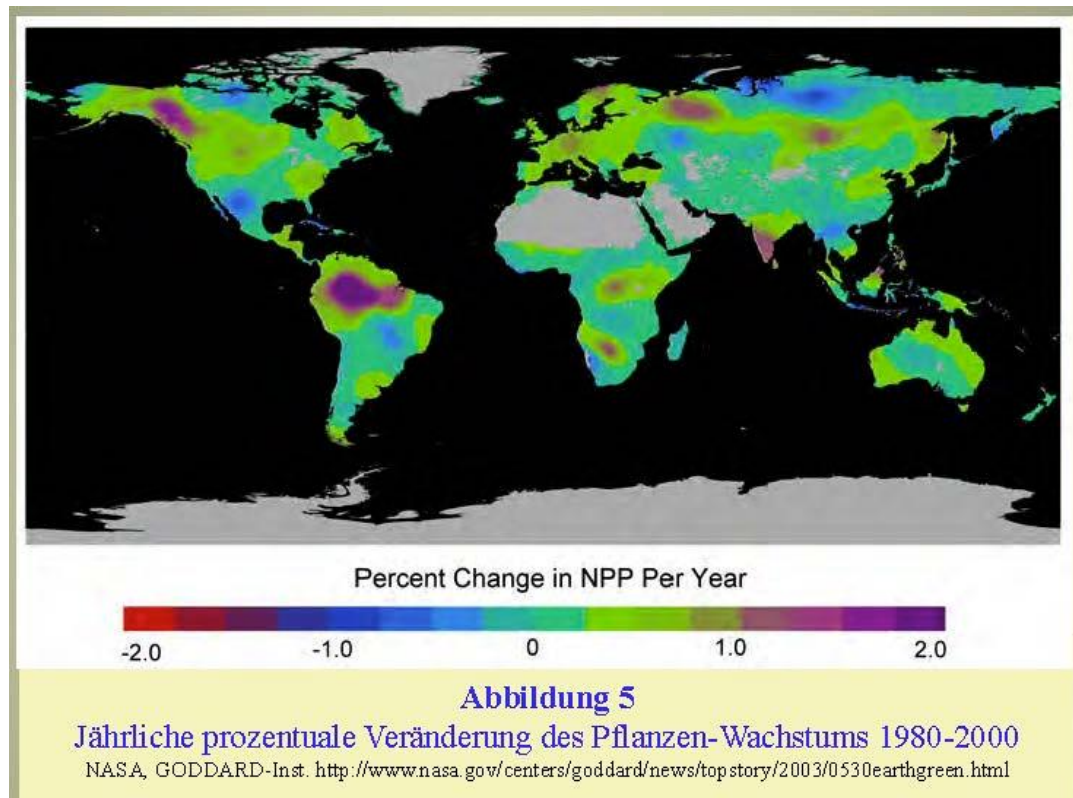 Percent Change in NPP Per Year
-2.0 -1.0 0 1.0 2.0
Abbildung 5
Jährliche prozentuale Veränderung des Pflanzen-Wachstums 1980-2000
NASA, GODDARD-Inst. http://www.nasa.gov/centers/goddard/news/topstory/2003/0530earthgreen.html